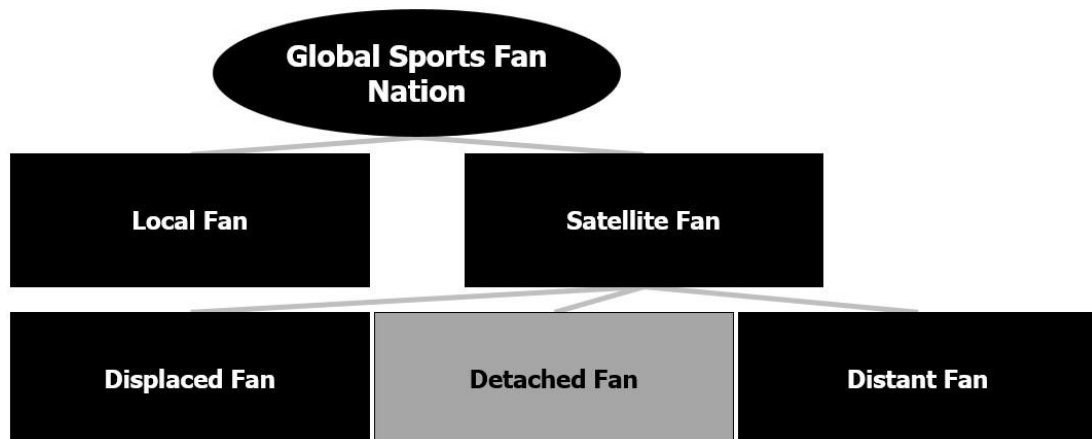 Global Sports Fan
Nation
Local Fan
Satellite Fan
Displaced Fan
Detached Fan
Distant Fan